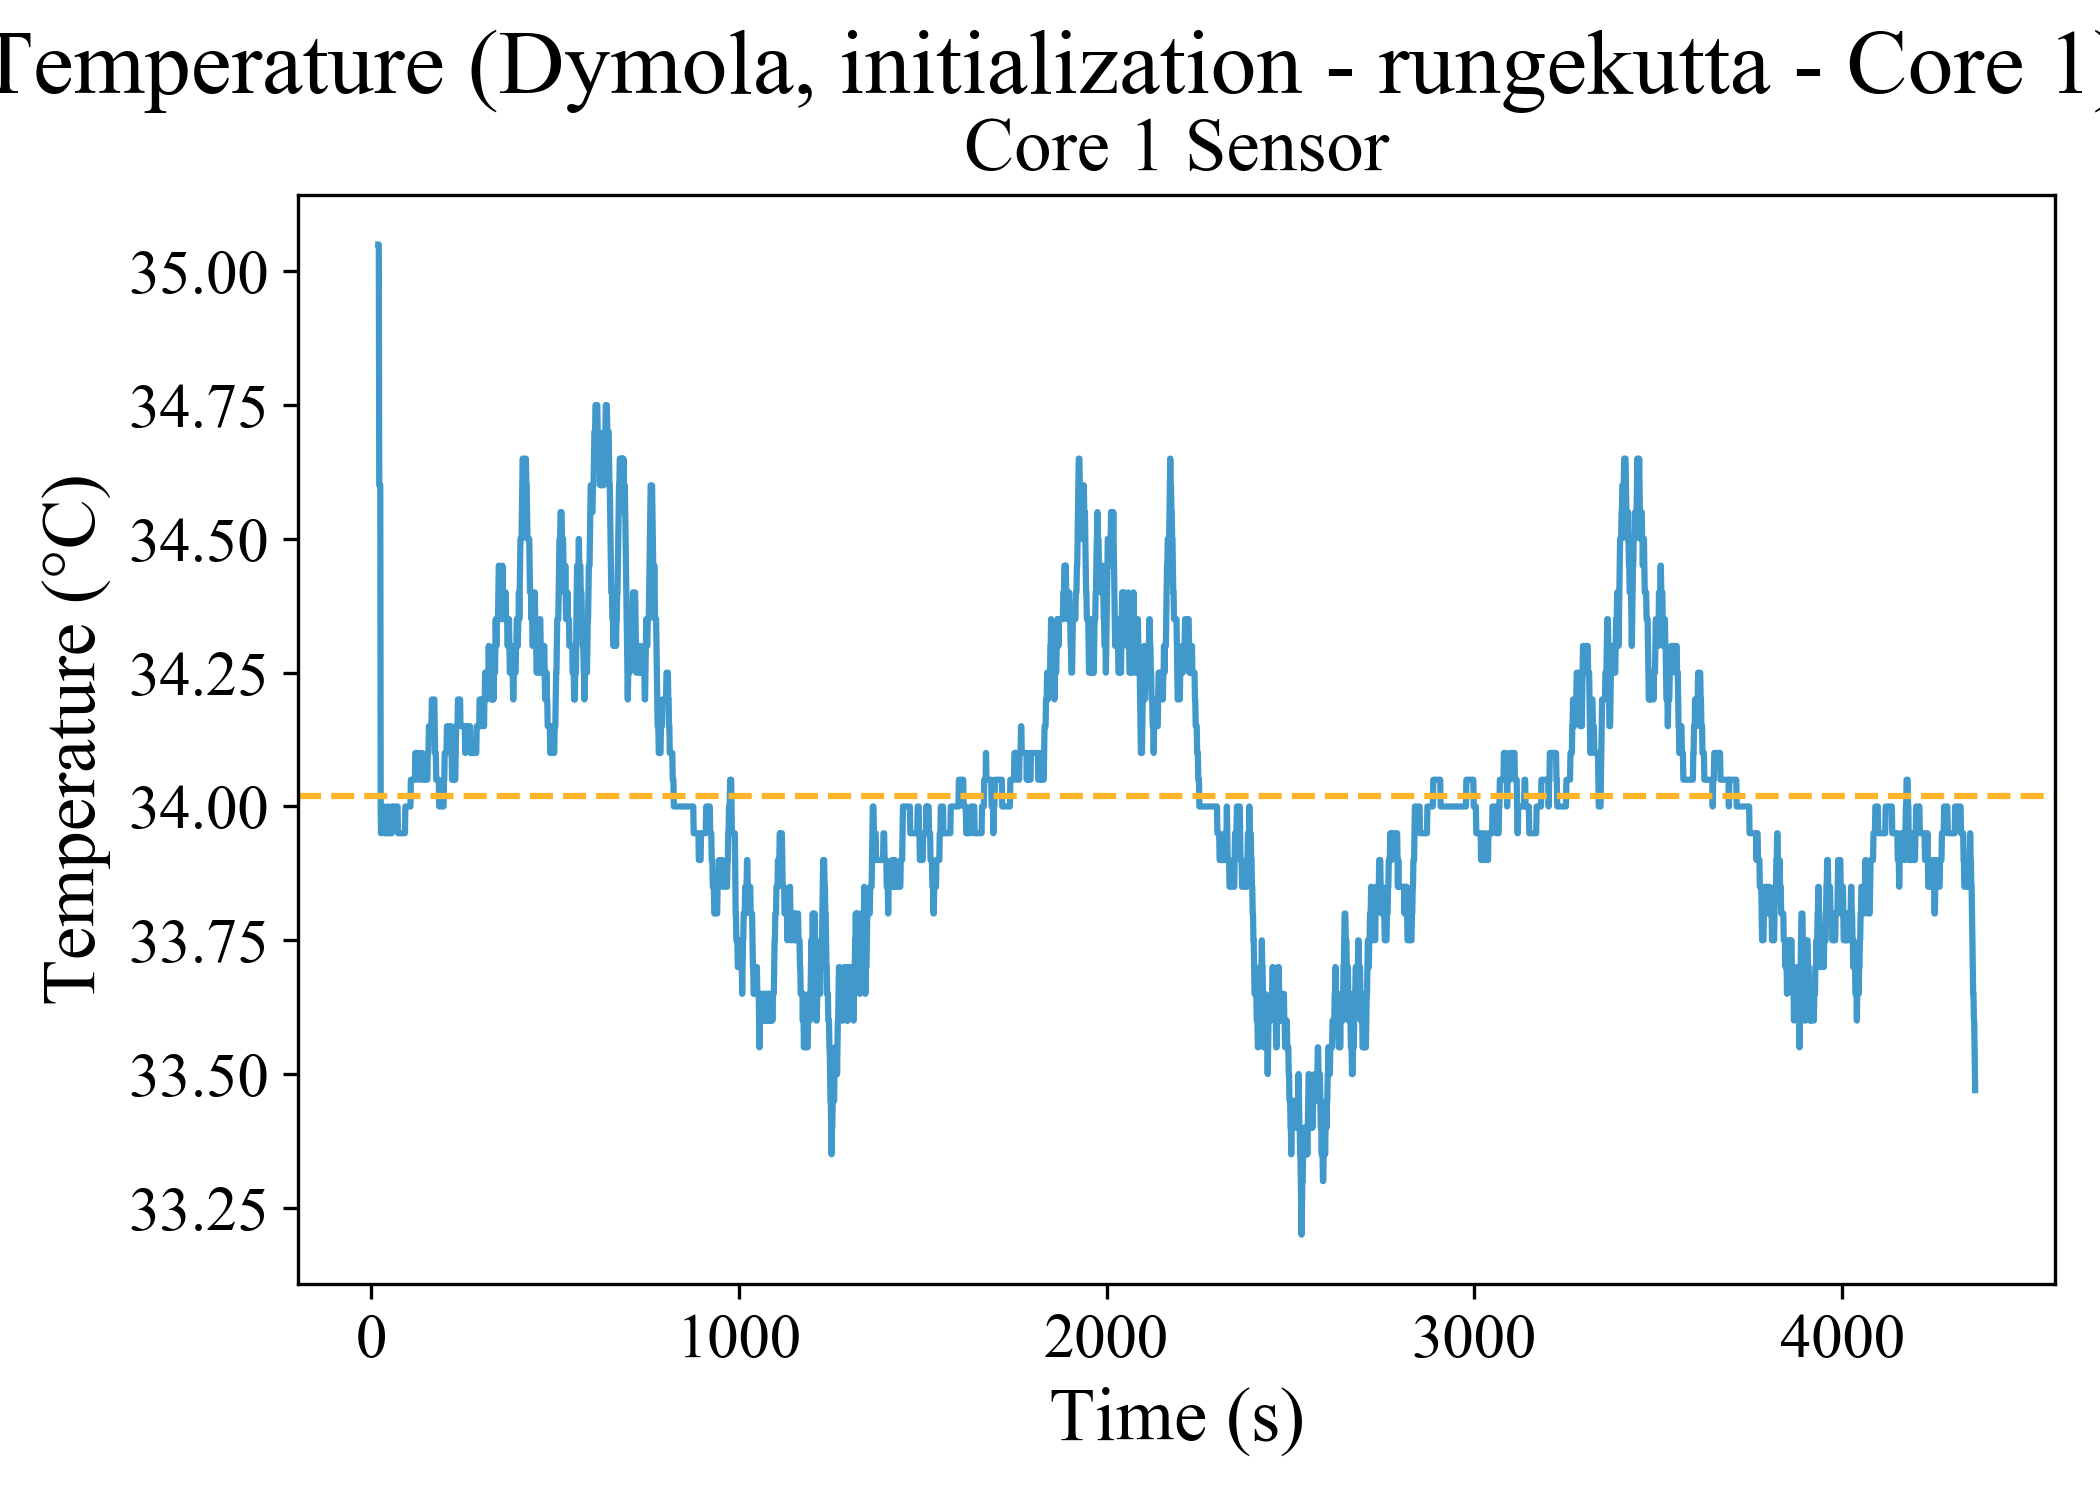 Temperature (Dymola, initialization - rungekutta - Core 1)
Core 1 Sensor
35.00
34.75
34.50
34.25
34.00
33.75
33.50
33.25
Temperature (°C)
0 1000 2000 3000 4000
Time (s)